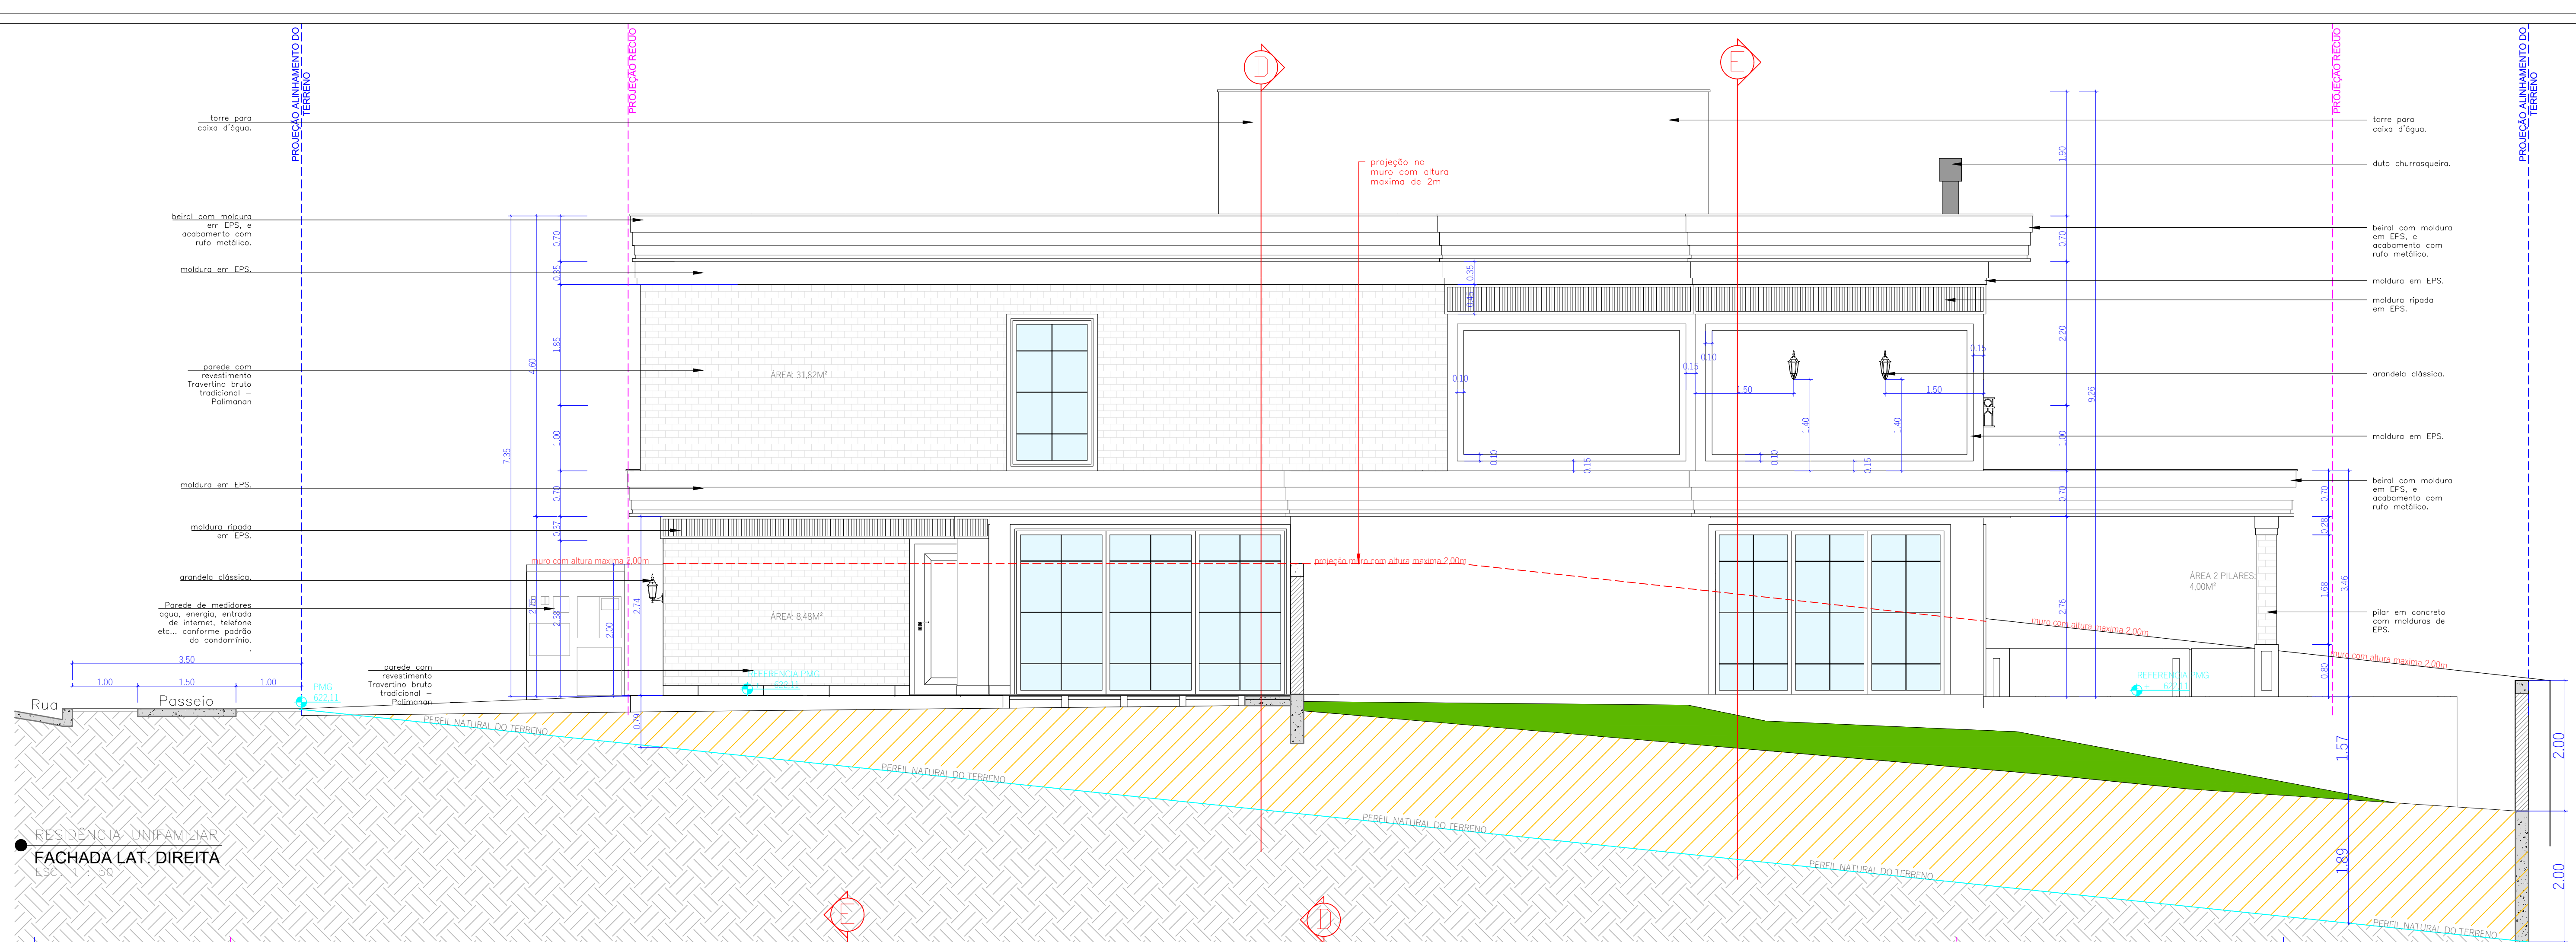 PROJEÇÃO ALINHAMENTO DO
TERRENO
PROJEÇÃO RECUO
D
E
PROJEÇÃO RECUO
PROJEÇÃO ALINHAMENTO DO
TERRENO
torre para
caixa d'água.
beiral com moldura
em EPS, e
acabamento com
rufo metálico.
moldura em EPS.
parede com
revestimento
Travertino bruto
tradicional –
Palimanan
moldura em EPS.
moldura ripada
em EPS.
arandela clássica.
Parede de medidores
agua, energia, entrada
de internet, telefone
etc... conforme padrão
do condomínio.
.
parede com
revestimento
Travertino bruto
tradicional –
Palimanan
3.50
1.00
1.50
1.00
Rua
Passeio
PMG
622,11
7.35
4.60
0.70
0.35
1.85
1.00
0.70
0.37
2.75
2.38
2.00
2.74
0.79
muro com altura maxima 2,00m
ÁREA: 31,82M²
ÁREA: 8,48M²
REFERENCIA PMG
622,11
projeção no
muro com altura
maxima de 2m
projeção muro com altura maxima 2,00m
0.35
0.45
0.10
0.10
0.15
0.15
0.10
0.15
1.50
1.50
1.40
1.40
0.10
0.15
muro com altura maxima 2,00m
muro com altura maxima 2,00m
REFERENCIA PMG
ÁREA 2 PILARES:
4,00M²
1.90
0.70
2.20
1.00
0.70
2.76
9.26
0.70
0.28
1.68
0.80
3.46
1.57
1.89
2.00
2.00
torre para
caixa d'água.
duto churrasqueira.
beiral com moldura
em EPS, e
acabamento com
rufo metálico.
moldura em EPS.
moldura ripada
em EPS.
arandela clássica.
moldura em EPS.
beiral com moldura
em EPS, e
acabamento com
rufo metálico.
pilar em concreto
com molduras de
EPS.
PERFIL NATURAL DO TERRENO
PERFIL NATURAL DO TERRENO
PERFIL NATURAL DO TERRENO
PERFIL NATURAL DO TERRENO
PERFIL NATURAL DO TERRENO
RESIDÊNCIA UNIFAMILIAR
FACHADA LAT. DIREITA
ESC. 1 : 50
E
D